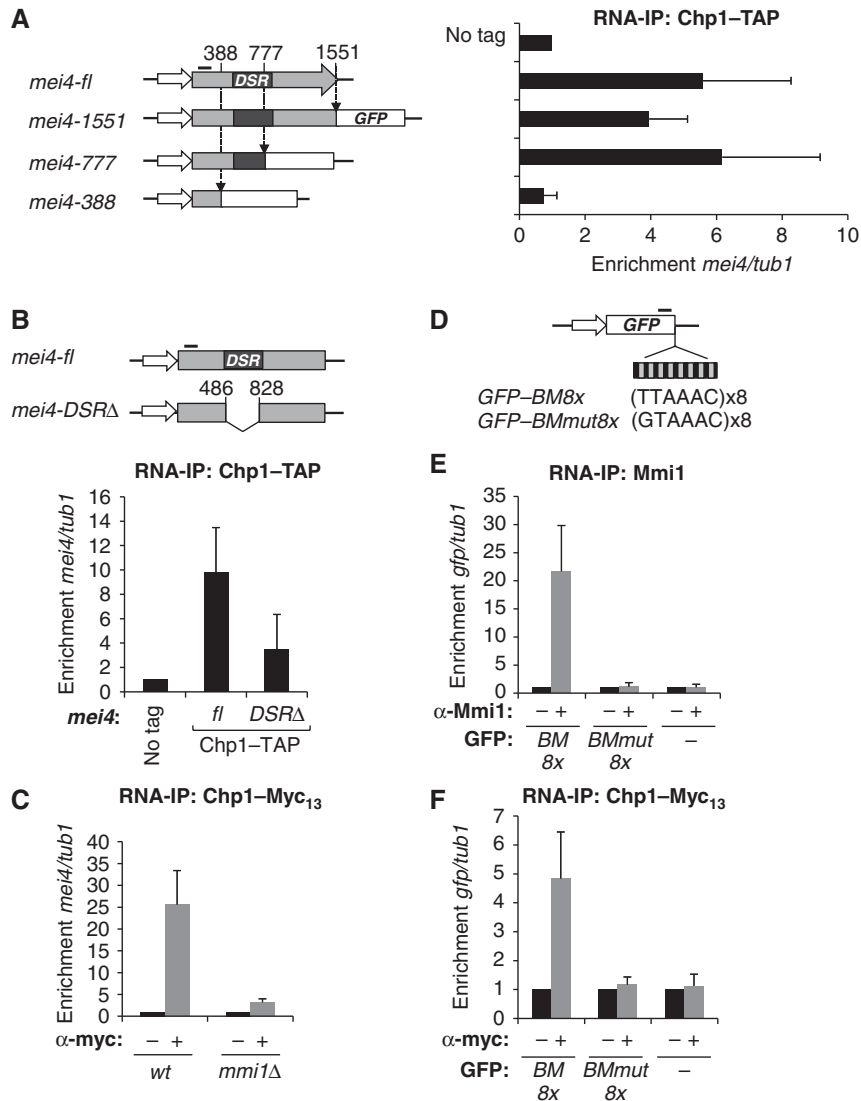 A
388 777 1551
mei4-fl
DSR
mei4-1551
GFP
mei4-777
mei4-388
RNA-IP: Chp1–TAP
No tag
0 2 4 6 8 10
Enrichment mei4/tub1
B
mei4-fl
DSR
486 828
mei4-DSRΔ
RNA-IP: Chp1–TAP
Enrichment mei4/tub1
16
14
12
10
8
6
4
2
0
mei4: No tag fl DSRΔ
Chp1–TAP
C
RNA-IP: Chp1–Myc13
Enrichment mei4/tub1
40
35
30
25
20
15
10
5
0
α-myc: – + – +
wt mmi1Δ
D
GFP
GFP–BM8x (TTAAAC)x8
GFP–BMmut8x (GTAAAC)x8
E
RNA-IP: Mmi1
Enrichment gfp/tub1
35
30
25
20
15
10
5
0
α-Mmi1: – + – + – +
GFP: BM 8x BMmut 8x –
F
RNA-IP: Chp1–Myc13
Enrichment gfp/tub1
7
6
5
4
3
2
1
0
α-myc: – + – + – +
GFP: BM 8x BMmut 8x –